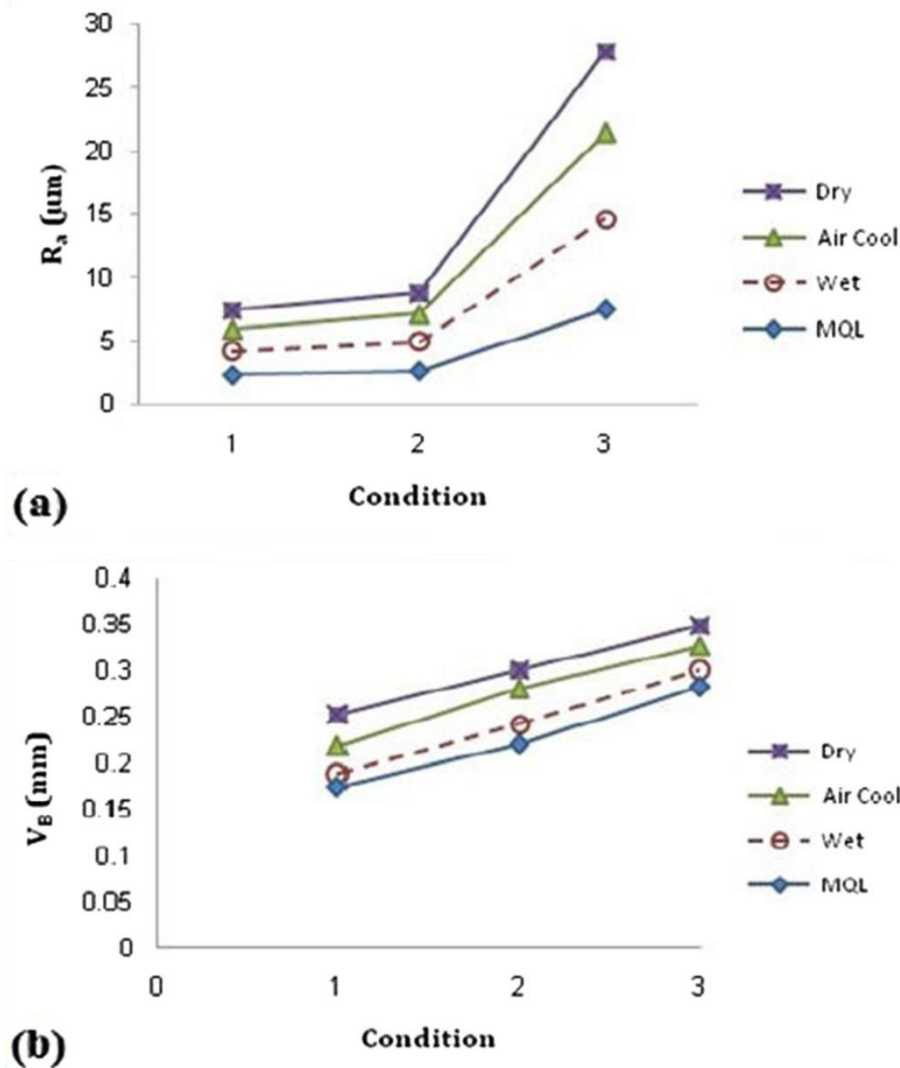 30
25
20
15
10
5
0
Rₐ (µm)
1 2 3
Condition
(a)
Dry
Air Cool
Wet
MQL
0.4
0.35
0.3
0.25
0.2
0.15
0.1
0.05
0
V_B (mm)
0 1 2 3
Condition
(b)
Dry
Air Cool
Wet
MQL